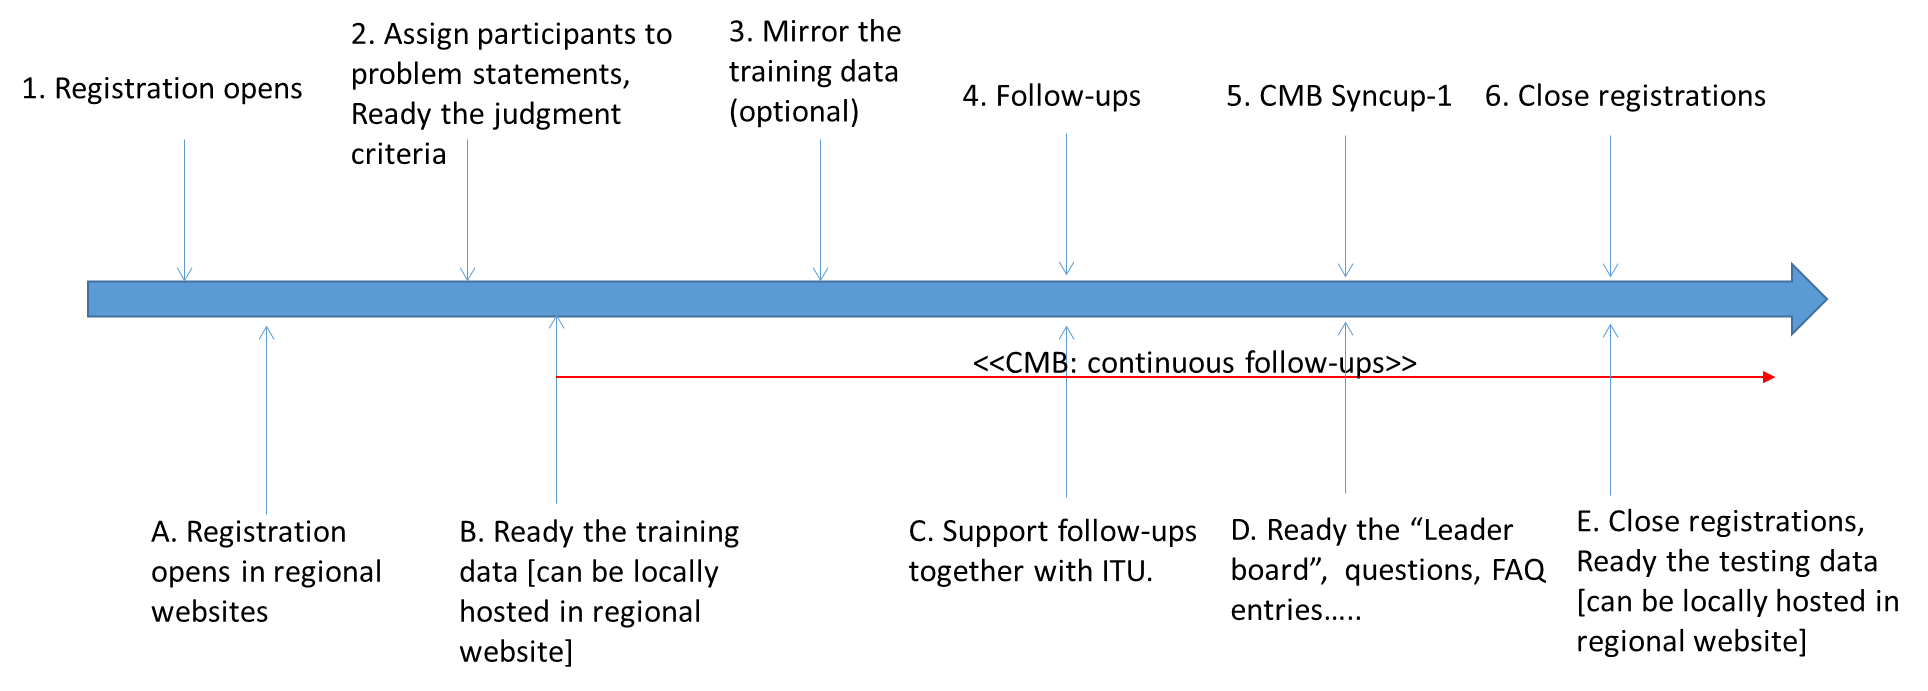 1. Registration opens
2. Assign participants to
problem statements,
Ready the judgment
criteria
3. Mirror the
training data
(optional)
4. Follow-ups
5. CMB Syncup-1
6. Close registrations
<<CMB: continuous follow-ups>>
A. Registration
opens in regional
websites
B. Ready the training
data [can be locally
hosted in regional
website]
C. Support follow-ups
together with ITU.
D. Ready the “Leader
board”,  questions, FAQ
entries…..
E. Close registrations,
Ready the testing data
[can be locally hosted in
regional website]